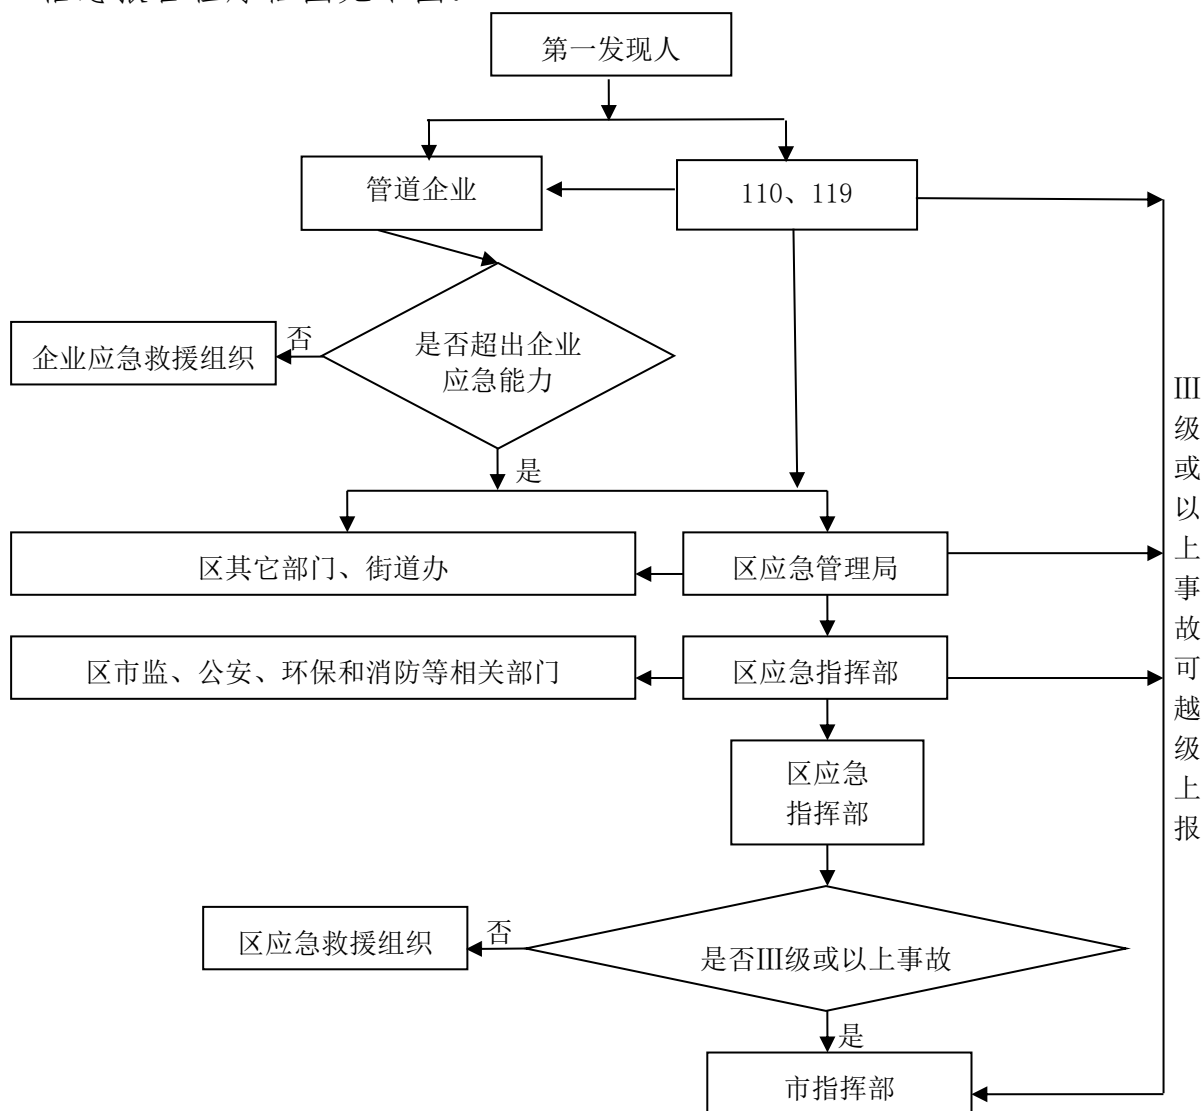 第一发现人
管道企业
110、119
企业应急救援组织
否
是否超出企业
应急能力
是
区其它部门、街道办
区应急管理局
区市监、公安、环保和消防等相关部门
区应急指挥部
区应急
指挥部
区应急救援组织
否
是否Ⅲ级或以上事故
是
市指挥部
Ⅲ级或以上事故可越级上报